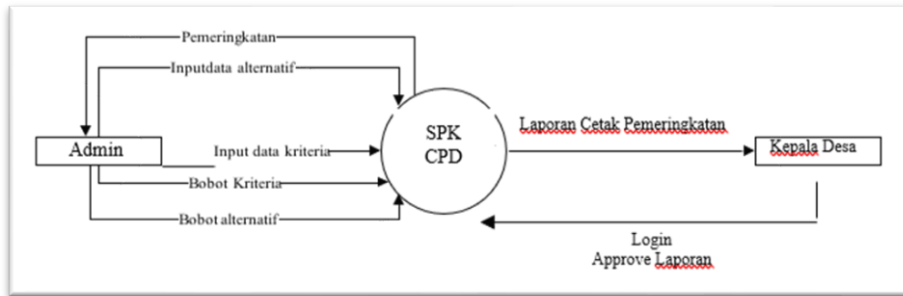 Pemeringkatan
Inputdata alternatif
SPK
CPD
Laporan Cetak Pemeringkatan
Admin
Input data kriteria
Kepala Desa
Bobot Kriteria
Bobot alternatif
Login
Approve Laporan